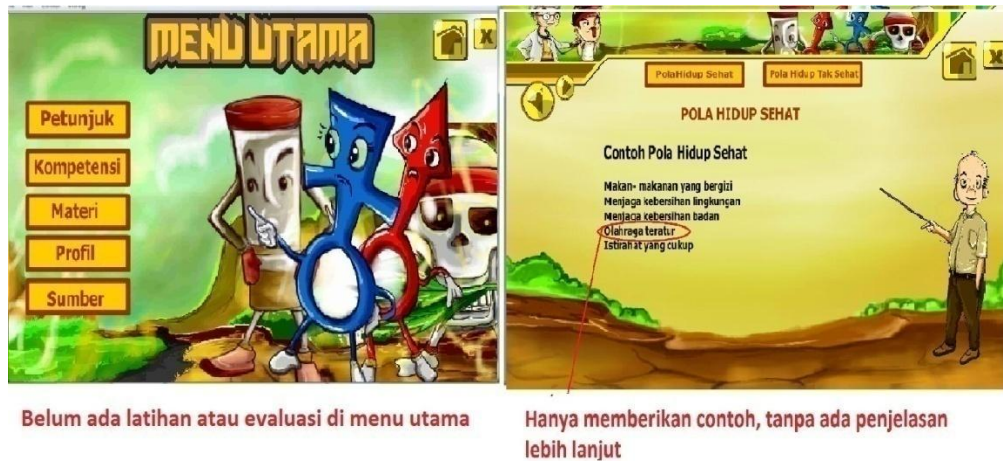 MENU UTAMA
X
Petunjuk
Kompetensi
Materi
Profil
Sumber
Belum ada latihan atau evaluasi di menu utama
X
PolaHidup Sehat
Pola Hidup Tak Sehat
POLA HIDUP SEHAT
Contoh Pola Hidup Sehat
Makan- makanan yang bergizi
Menjaga kebersihan lingkungan
Menjaga kebersihan badan
Olahraga teratur
Istirahat yang cukup
Hanya memberikan contoh, tanpa ada penjelasan
lebih lanjut